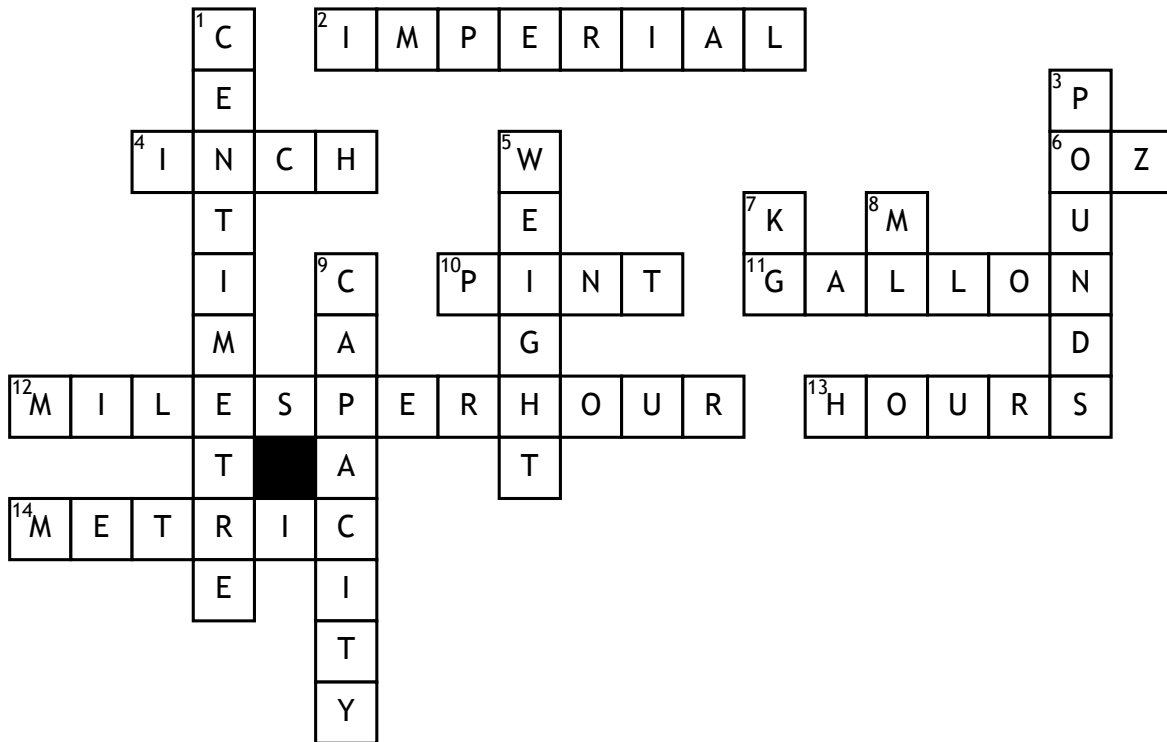 1 C 2 I M P E R I A L
E 3 P
4 I N C H 5 W 6 O Z
T E 7 K 8 M U
I 9 C 10 P I N T 11 G A L L O N
M A G D
12 M I L E S P E R H O U R 13 H O U R S
T A T
14 M E T R I C
E I
T
Y